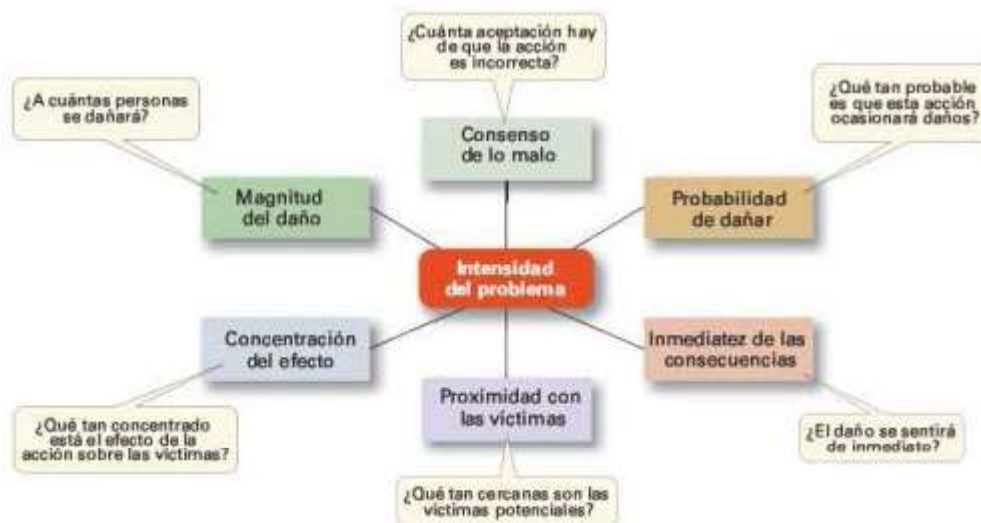 ¿Cuánta aceptación hay
de que la acción
es incorrecta?
¿A cuántas personas
se dañará?
¿Qué tan probable
es que esta acción
ocasionará daños?
Consenso
de lo malo
Magnitud
del daño
Probabilidad
de dañar
Intensidad
del problema
Concentración
del efecto
Inmediatez de las
consecuencias
Proximidad con
las víctimas
¿Qué tan concentrado
está el efecto de la
acción sobre las víctimas?
¿El daño se sentirá
de inmediato?
¿Qué tan cercanas son las
víctimas potenciales?